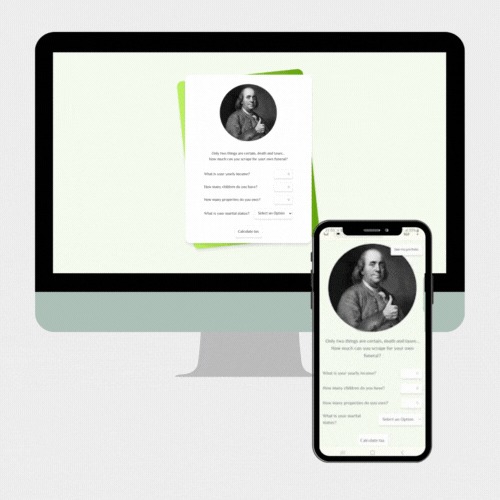 Only two things are certain, death and taxes...
How much can you scrape for your own funeral?
What is your yearly income?
How many children do you have?
How many properties do you own?
What is your marital status?
Select an Option
Calculate tax
Only two things are certain, death and taxes...
How much can you scrape for your own
funeral?
What is your yearly income?
How many children do you have?
How many properties do you own?
What is your marital
status?
Select an Option
Calculate tax